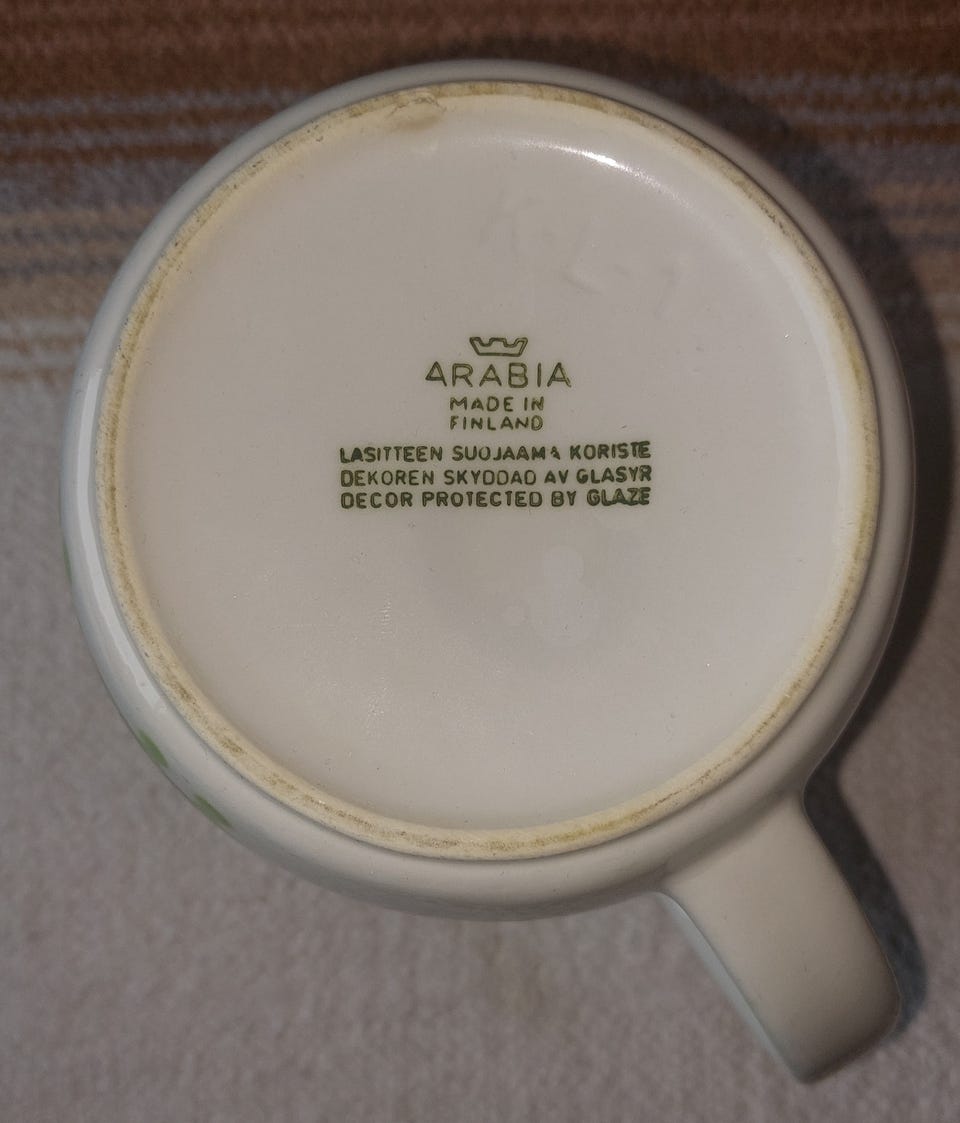 ARABIA
MADE IN
FINLAND
LASITTEEN SUOJAAMA KORISTE
DEKOREN SKYDDAD AV GLASYR
DECOR PROTECTED BY GLAZE